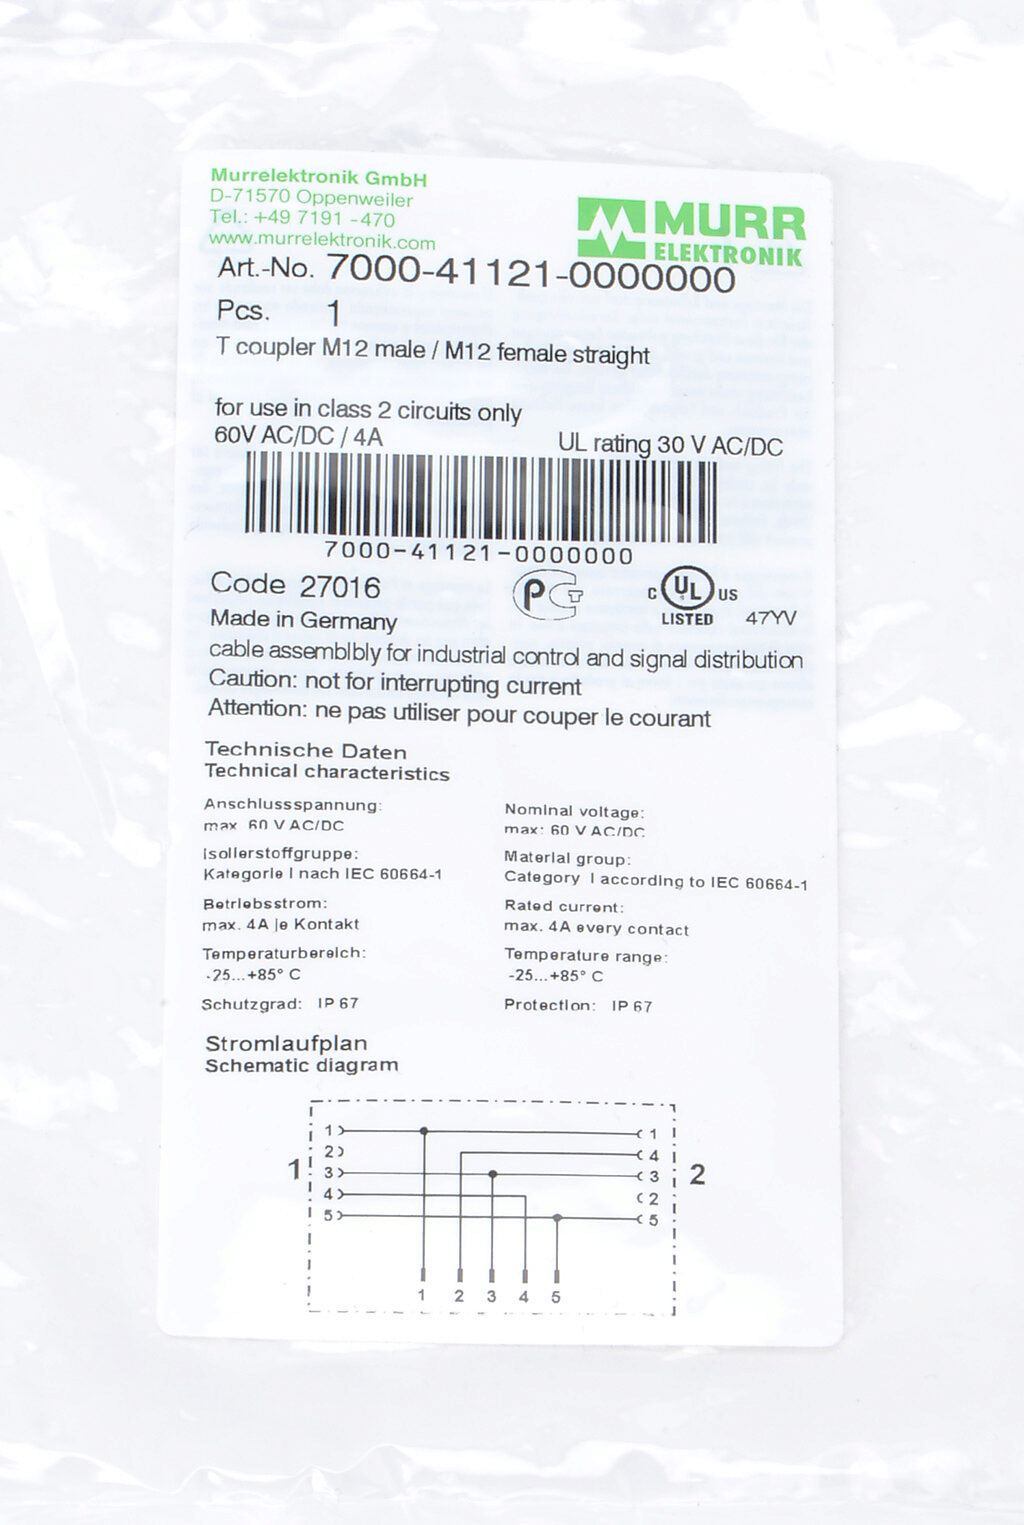 Murrelektronik GmbH
D-71570 Oppenweiler
Tel.: +49 7191 -470
www.murrelektronik.com
MURR
ELEKTRONIK
Art.-No. 7000-41121-0000000
Pcs. 1
T coupler M12 male / M12 female straight
for use in class 2 circuits only
60V AC/DC / 4A UL rating 30 V AC/DC
7000-41121-0000000
Code 27016
PCT
C UL US
LISTED 47YV
Made in Germany
cable assemblbly for industrial control and signal distribution
Caution: not for interrupting current
Attention: ne pas utiliser pour couper le courant
Technische Daten
Technical characteristics
Anschlussspannung: Nominal voltage:
max 60 V AC/DC max: 60 V AC/DC
Isolierstoffgruppe: Material group:
Kategorie I nach IEC 60664-1 Category I according to IEC 60664-1
Betriebsstrom: Rated current:
max. 4A je Kontakt max. 4A every contact
Temperaturbereich: Temperature range:
-25...+85° C -25...+85° C
Schutzgrad: IP 67 Protection: IP 67
Stromlaufplan
Schematic diagram
1 1
2 4
1 3 3 2
4 2
5 5
1 2 3 4 5